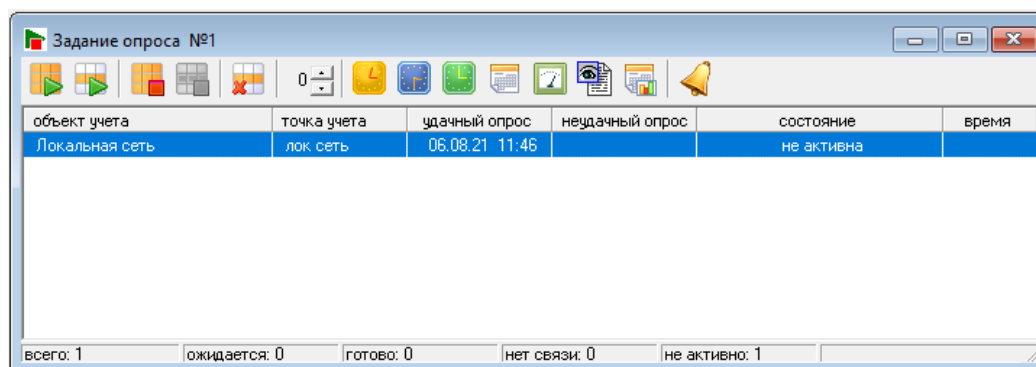 Задание опроса №1
0
объект учета точка учета удачный опрос неудачный опрос состояние время
Локальная сеть лок сеть 06.08.21 11:46 не активна
всего: 1 ожидается: 0 готово: 0 нет связи: 0 не активно: 1